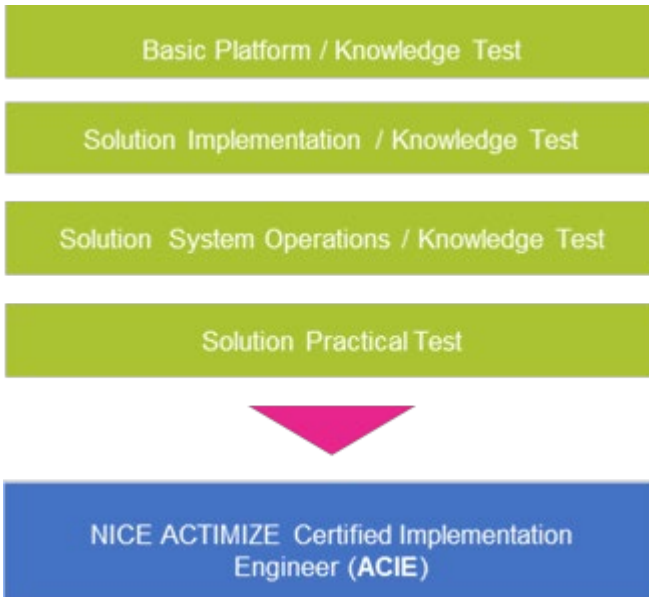 Basic Platform / Knowledge Test
Solution Implementation / Knowledge Test
Solution System Operations / Knowledge Test
Solution Practical Test
NICE ACTIMIZE Certified Implementation
Engineer (ACIE)